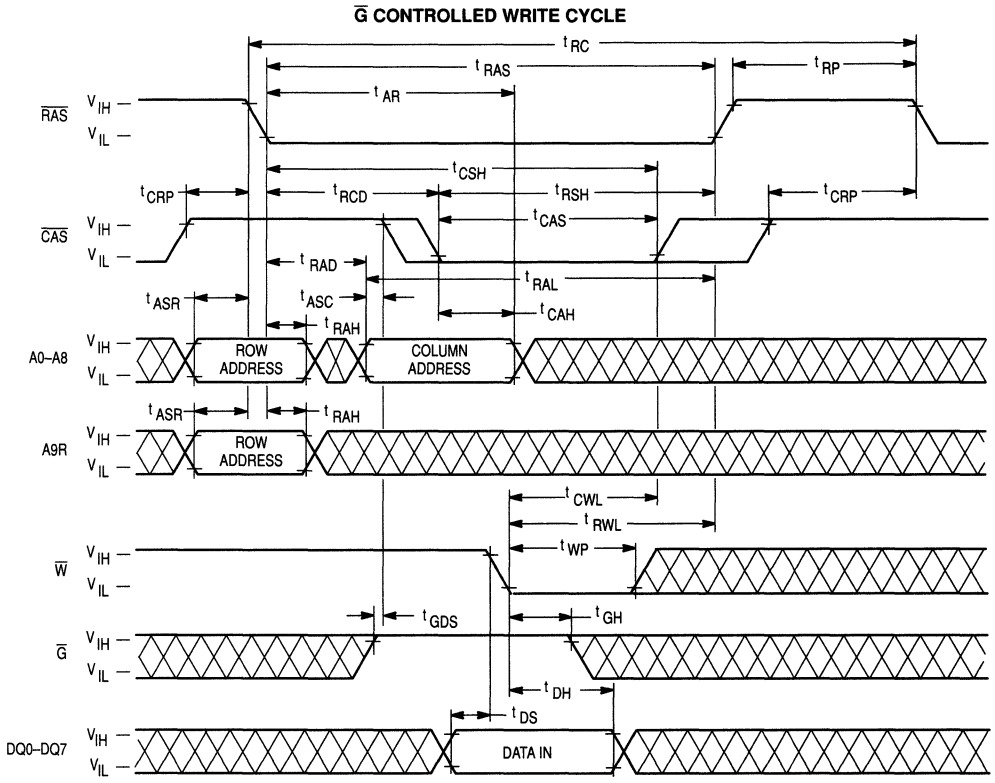 G̅ CONTROLLED WRITE CYCLE
tRC
tRAS
tRP
tAR
R̅A̅S̅
VIH
VIL
tCSH
tCRP
tRCD
tRSH
tCRP
tCAS
C̅A̅S̅
VIH
VIL
tRAD
tRAL
tASR
tASC
tRAH
tCAH
A0–A8
VIH
VIL
ROW
ADDRESS
COLUMN
ADDRESS
tASR
tRAH
A9R
VIH
VIL
ROW
ADDRESS
tCWL
tRWL
tWP
W̅
VIH
VIL
tGDS
tGH
G̅
VIH
VIL
tDH
tDS
DQ0–DQ7
VIH
VIL
DATA IN